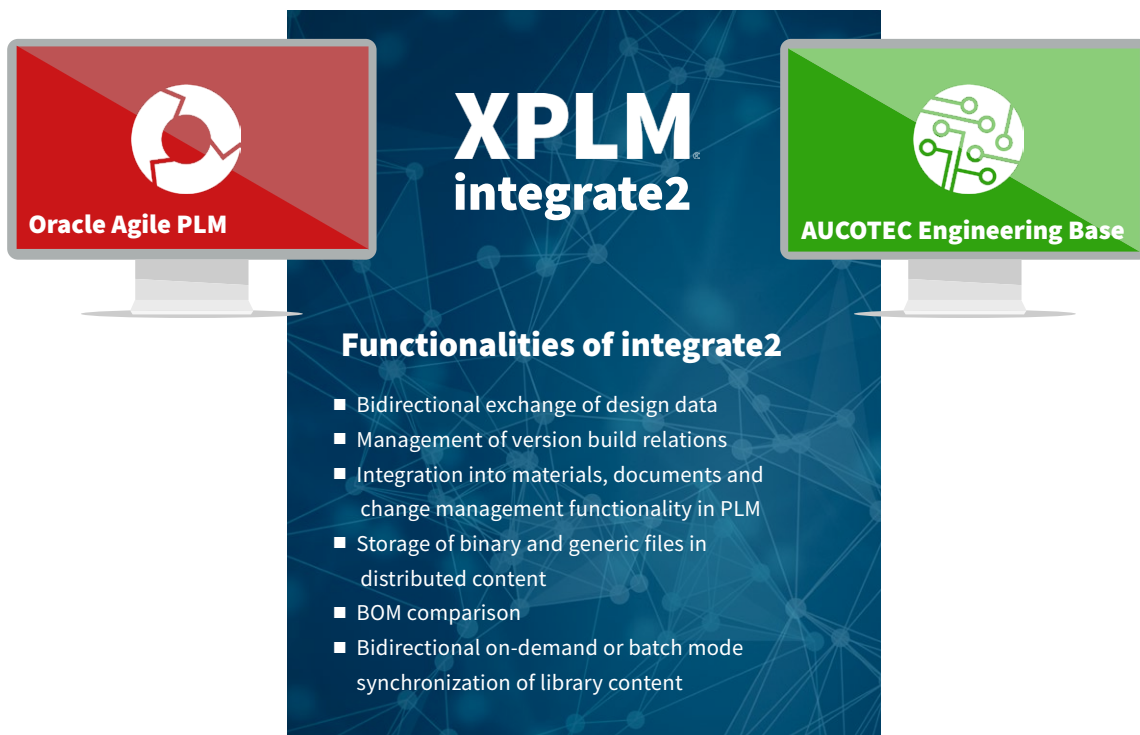 XPLM®
integrate2
Oracle Agile PLM
AUCOTEC Engineering Base
Functionalities of integrate2
■ Bidirectional exchange of design data
■ Management of version build relations
■ Integration into materials, documents and
change management functionality in PLM
■ Storage of binary and generic files in
distributed content
■ BOM comparison
■ Bidirectional on-demand or batch mode
synchronization of library content